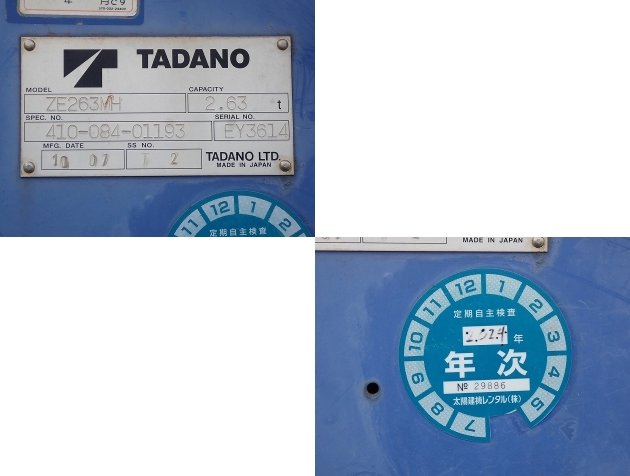 TADANO
MODEL
CAPACITY
ZE263MH
2.63 t
SPEC. NO.
SERIAL NO.
410-084-01193
EY3614
MFG. DATE
SS NO.
10 07
2
TADANO LTD.
MADE IN JAPAN
11 12 1 2
定期自主検査
MADE IN JAPAN
11 12 1 2 3 4 5 7 8 9 10
定期自主検査
年
年次
№ 29886
太陽建機レンタル(株)